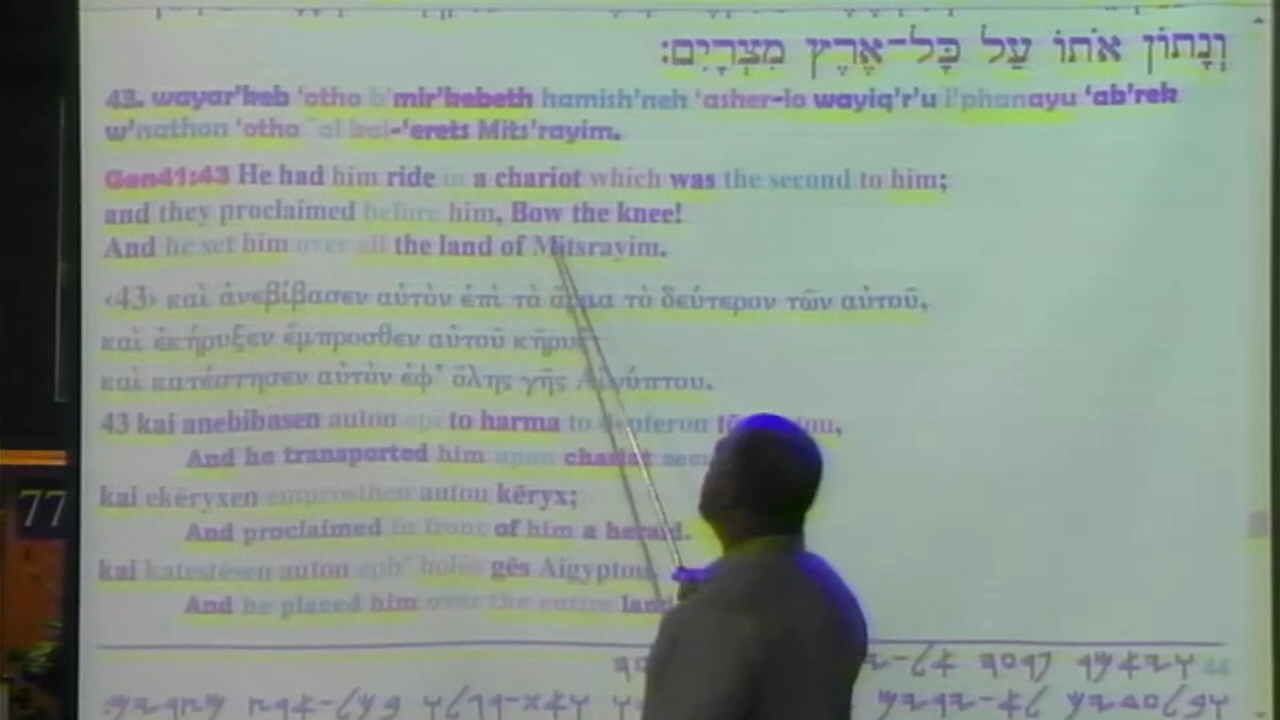 וְנָתוֹן אֹתוֹ עַל כָּל־אֶרֶץ מִצְרָיִם׃
43. wayar'keb 'otho b'mir'kebeth hamish'neh 'asher-lo wayiq'r'u l'phanayu 'ab'rek
w'nathon 'otho `al kal-'erets Mits'rayim.
Gen41:43 He had him ride in a chariot which was the second to him;
and they proclaimed before him, Bow the knee!
And he set him over all the land of Mitsrayim.
‹43› καὶ ἀνεβίβασεν αὐτὸν ἐπὶ τὸ ἅρμα τὸ δεύτερον τῶν αὐτοῦ,
καὶ ἐκήρυξεν ἔμπροσθεν αὐτοῦ κῆρυξ·
καὶ κατέστησεν αὐτὸν ἐφ' ὅλης γῆς Αἰγύπτου.
43 kai anebibasen auton epi to harma to deuteron tōn autou,
And he transported him upon chariot
kai ekēryxen emprosthen autou kēryx;
And proclaimed in front of him a herald.
kai katestēsen auton eph' holēs gēs Aigyptou.
And he placed him over the entire land
44
77